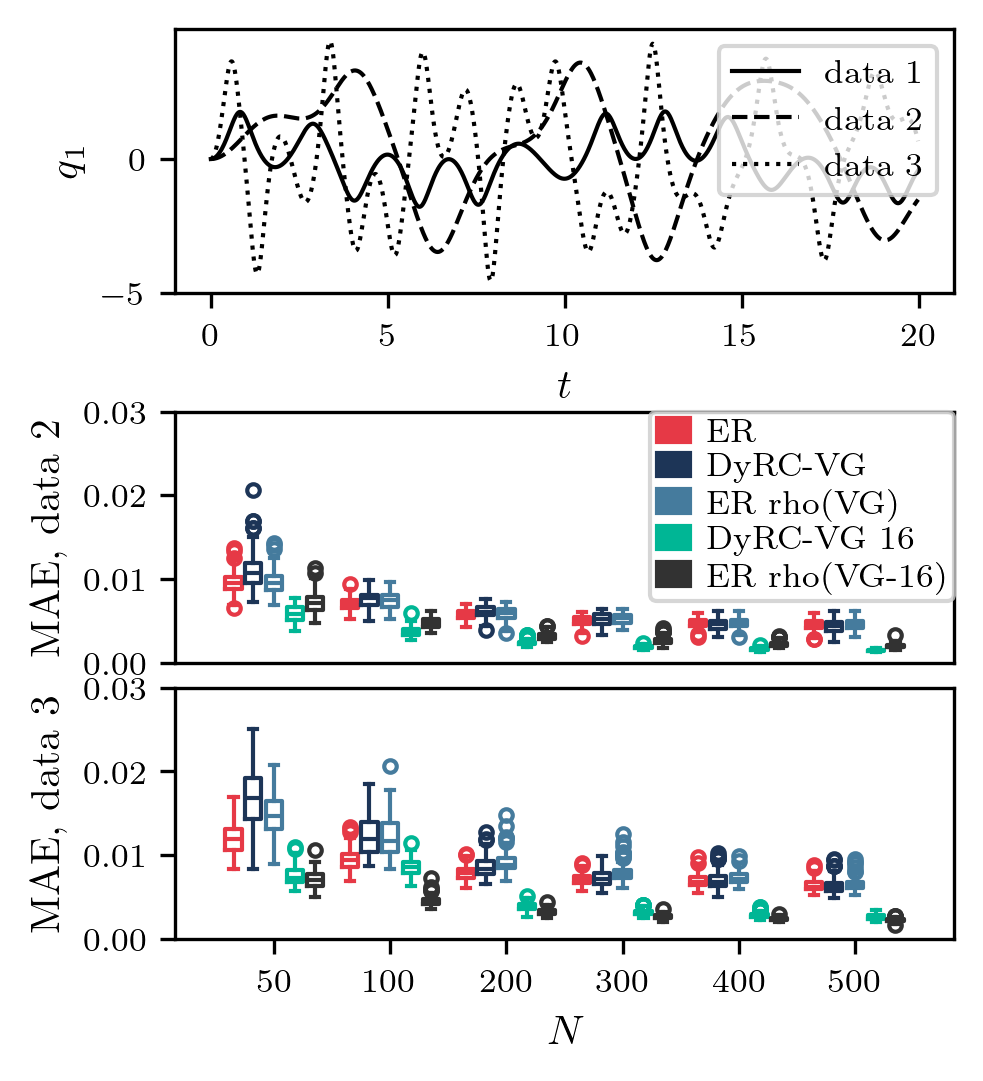 q1
0
−5
data 1
data 2
data 3
0
5
10
15
20
t
MAE, data 2
0.03
0.02
0.01
0.00
ER
DyRC-VG
ER rho(VG)
DyRC-VG 16
ER rho(VG-16)
MAE, data 3
0.03
0.02
0.01
0.00
50
100
200
300
400
500
N